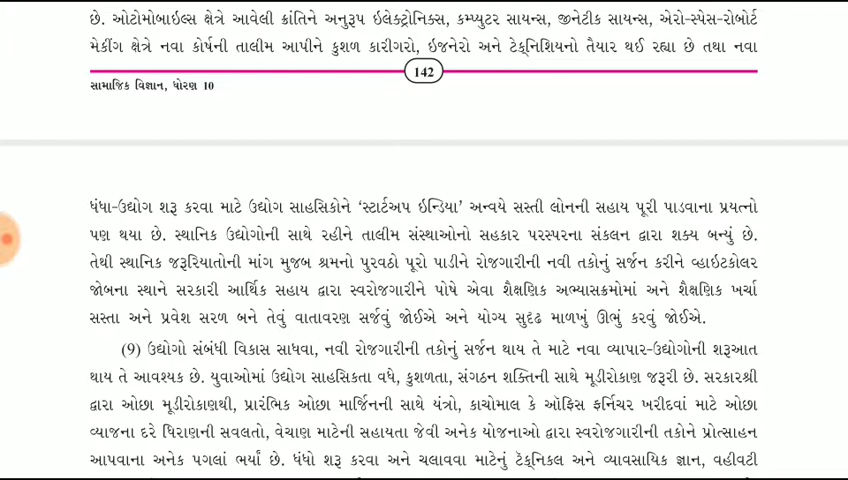 છે. ઓટોમોબાઇલ્સ ક્ષેત્રે આવેલી ક્રાંતિને અનુરૂપ ઇલેક્ટ્રોનિક્સ, કમ્પ્યુટર સાયન્સ, જીનેટીક સાયન્સ, એરો-સ્પેસ-રોબોર્ટ
મેકીંગ ક્ષેત્રે નવા કોર્ષની તાલીમ આપીને કુશળ કારીગરો, ઇજનેરો અને ટેક્નિશિયનો તૈયાર થઈ રહ્યા છે તથા નવા
142
સામાજિક વિજ્ઞાન, ધોરણ 10
ધંધા-ઉદ્યોગ શરૂ કરવા માટે ઉદ્યોગ સાહસિકોને ‘સ્ટાર્ટઅપ ઇન્ડિયા’ અન્વયે સસ્તી લોનની સહાય પૂરી પાડવાના પ્રયત્નો
પણ થયા છે. સ્થાનિક ઉદ્યોગોની સાથે રહીને તાલીમ સંસ્થાઓનો સહકાર પરસ્પરના સંકલન દ્વારા શક્ય બન્યું છે.
તેથી સ્થાનિક જરૂરિયાતોની માંગ મુજબ શ્રમનો પુરવઠો પૂરો પાડીને રોજગારીની નવી તકોનું સર્જન કરીને વ્હાઇટકોલર
જોબના સ્થાને સરકારી આર્થિક સહાય દ્વારા સ્વરોજગારીને પોષે એવા શૈક્ષણિક અભ્યાસક્રમોમાં અને શૈક્ષણિક ખર્ચા
સસ્તા અને પ્રવેશ સરળ બને તેવું વાતાવરણ સર્જવું જોઈએ અને યોગ્ય સુદૃઢ માળખું ઊભું કરવું જોઈએ.
(9) ઉદ્યોગો સંબંધી વિકાસ સાધવા, નવી રોજગારીની તકોનું સર્જન થાય તે માટે નવા વ્યાપાર-ઉદ્યોગોની શરૂઆત
થાય તે આવશ્યક છે. યુવાઓમાં ઉદ્યોગ સાહસિકતા વધે, કુશળતા, સંગઠન શક્તિની સાથે મૂડીરોકાણ જરૂરી છે. સરકારશ્રી
દ્વારા ઓછા મૂડીરોકાણથી, પ્રારંભિક ઓછા માર્જિનની સાથે યંત્રો, કાચોમાલ કે ઑફિસ ફર્નિચર ખરીદવાં માટે ઓછા
વ્યાજના દરે ધિરાણની સવલતો, વેચાણ માટેની સહાયતા જેવી અનેક યોજનાઓ દ્વારા સ્વરોજગારીની તકોને પ્રોત્સાહન
આપવાના અનેક પગલાં ભર્યાં છે. ધંધો શરૂ કરવા અને ચલાવવા માટેનું ટૅક્નિકલ અને વ્યાવસાયિક જ્ઞાન, વહીવટી